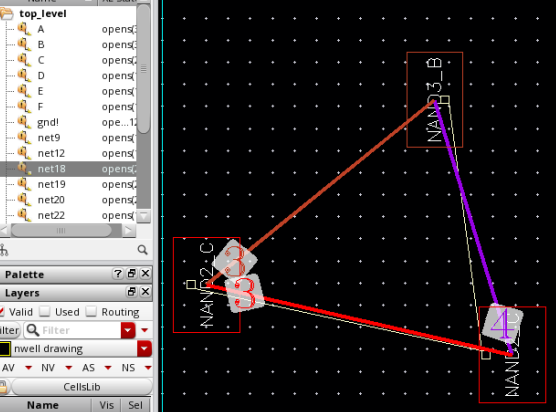 top_level
A opens(
B opens(
C opens(
D opens(
E opens(
F opens(
gnd! ope...12
net9 opens(
net12 opens(
net18 opens(
net19 opens(
net20 opens(
net22 opens(
Palette ?
Layers ?
Valid Used Routing
ilter Filter
nwell drawing
AV NV AS NS
CellsLib
Name Vis Sel
NAND3_B
NAND2_C
3
3
4
NAND